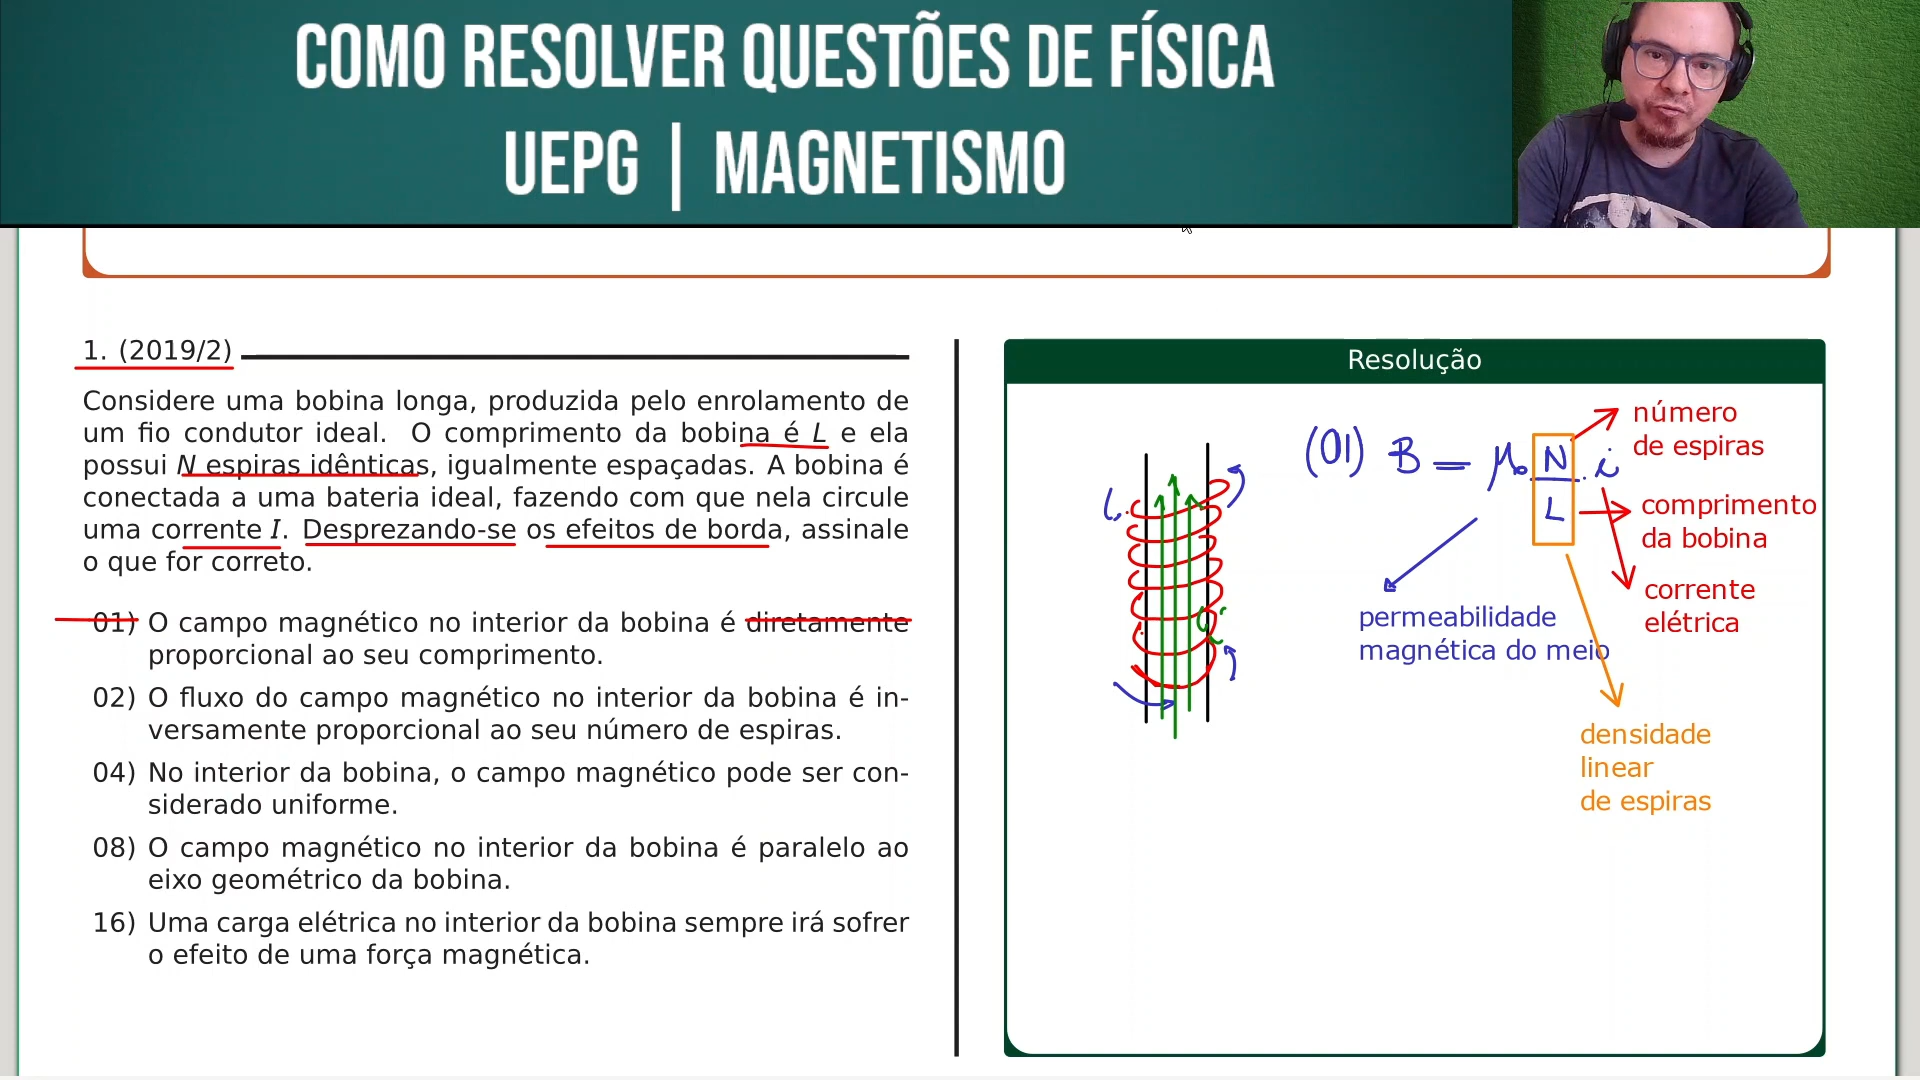 COMO RESOLVER QUESTÕES DE FÍSICA
UEPG | MAGNETISMO
1. (2019/2)
Considere uma bobina longa, produzida pelo enrolamento de
um fio condutor ideal. O comprimento da bobina é L e ela
possui N espiras idênticas, igualmente espaçadas. A bobina é
conectada a uma bateria ideal, fazendo com que nela circule
uma corrente I. Desprezando-se os efeitos de borda, assinale
o que for correto.
01) O campo magnético no interior da bobina é diretamente
proporcional ao seu comprimento.
02) O fluxo do campo magnético no interior da bobina é in-
versamente proporcional ao seu número de espiras.
04) No interior da bobina, o campo magnético pode ser con-
siderado uniforme.
08) O campo magnético no interior da bobina é paralelo ao
eixo geométrico da bobina.
16) Uma carga elétrica no interior da bobina sempre irá sofrer
o efeito de uma força magnética.
Resolução
(01) B = μ₀ N/L . i
número
de espiras
comprimento
da bobina
corrente
elétrica
permeabilidade
magnética do meio
densidade
linear
de espiras